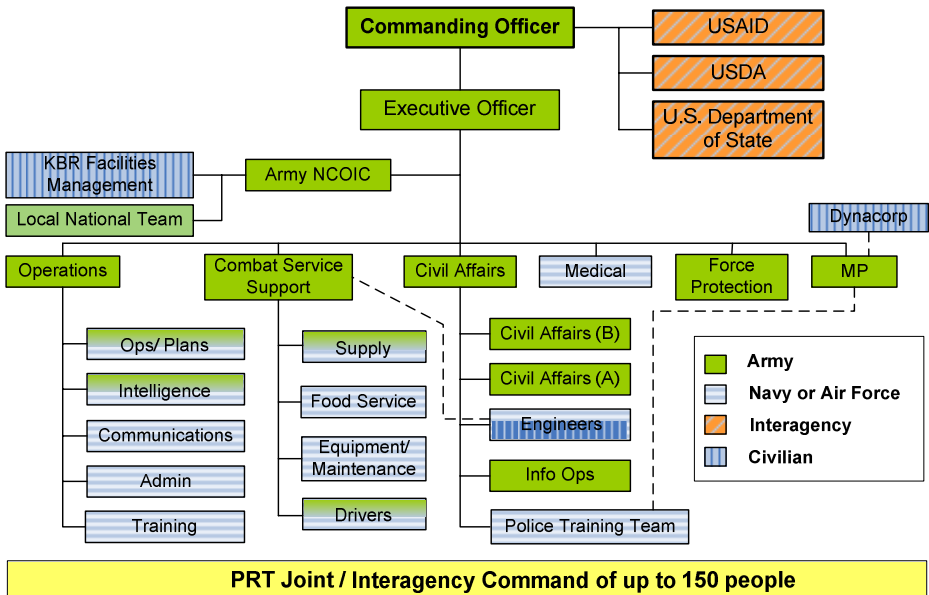 Commanding Officer
USAID
USDA
U.S. Department
of State
Executive Officer
KBR Facilities
Management
Army NCOIC
Local National Team
Dynacorp
Operations
Combat Service
Support
Civil Affairs
Medical
Force
Protection
MP
Ops/ Plans
Intelligence
Communications
Admin
Training
Supply
Food Service
Equipment/
Maintenance
Drivers
Civil Affairs (B)
Civil Affairs (A)
Engineers
Info Ops
Police Training Team
Army
Navy or Air Force
Interagency
Civilian
PRT Joint / Interagency Command of up to 150 people